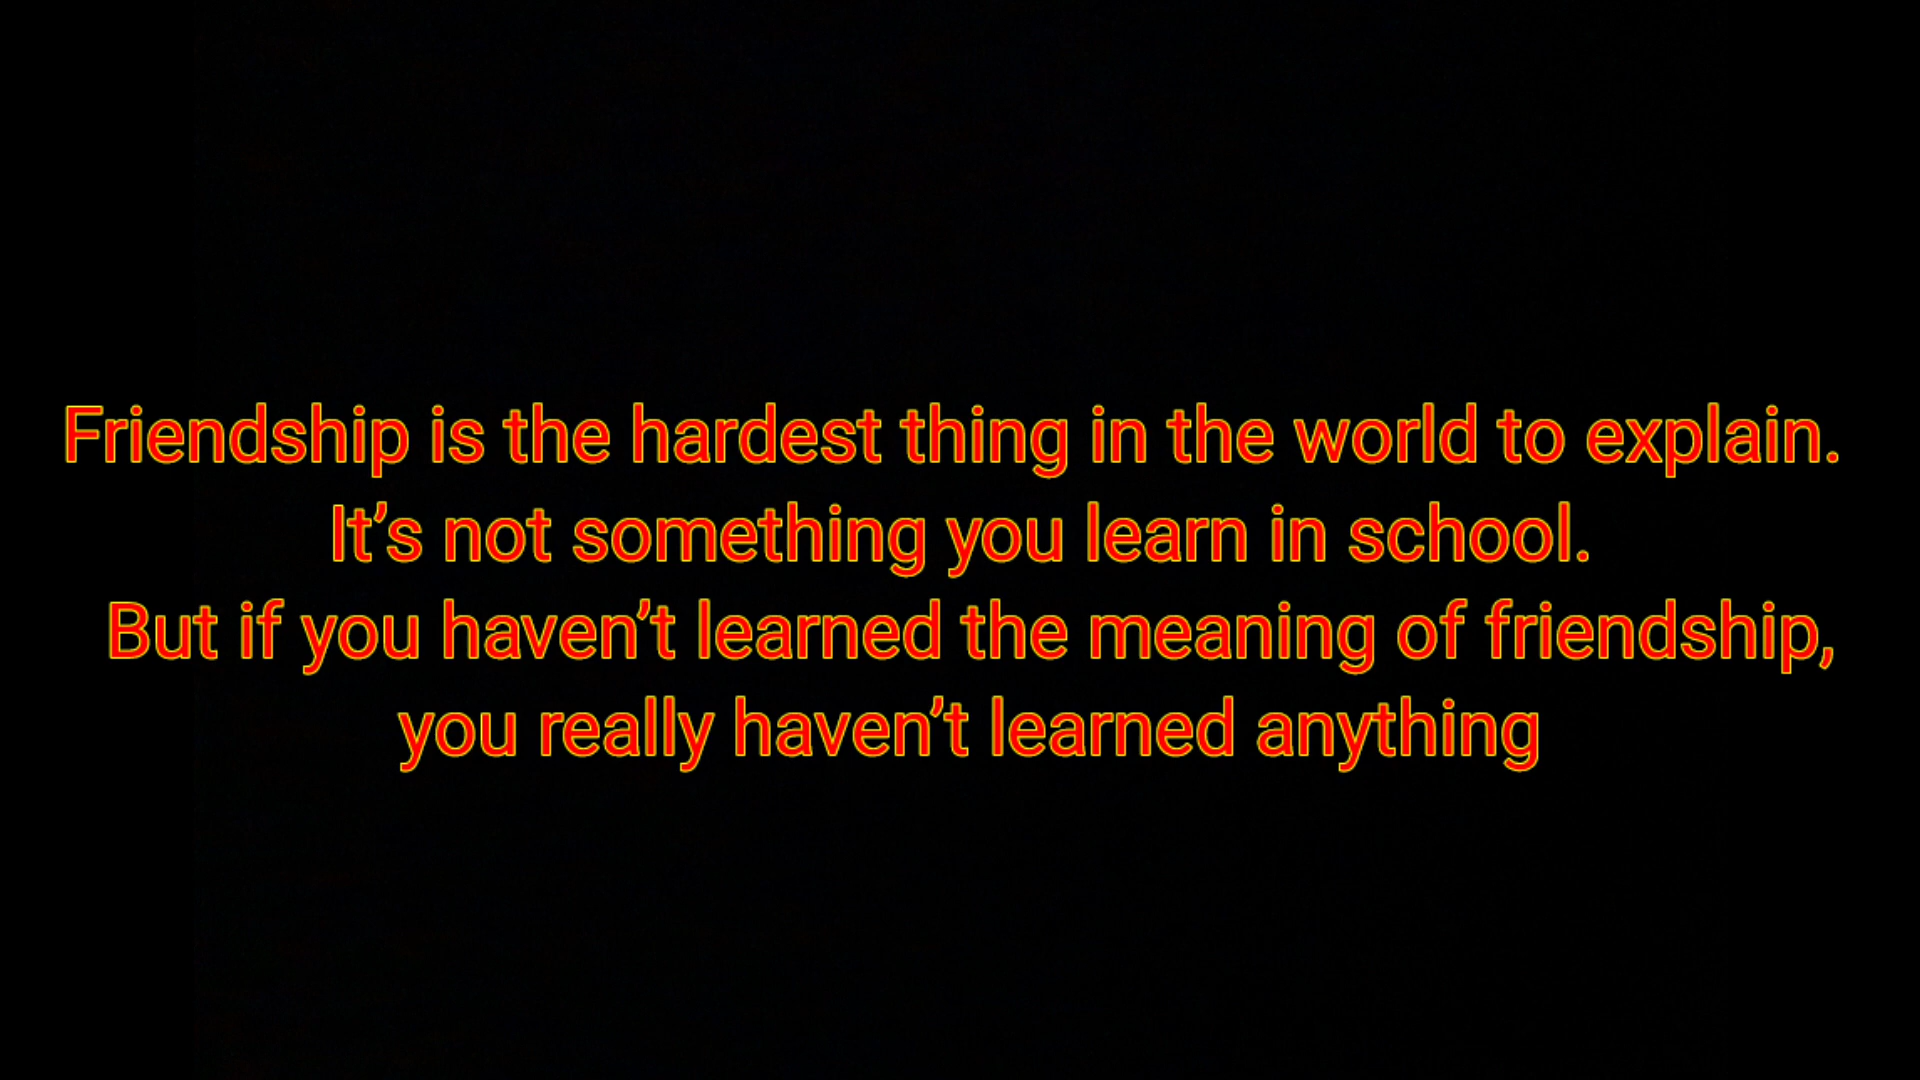 Friendship is the hardest thing in the world to explain.
It’s not something you learn in school.
But if you haven’t learned the meaning of friendship,
you really haven’t learned anything